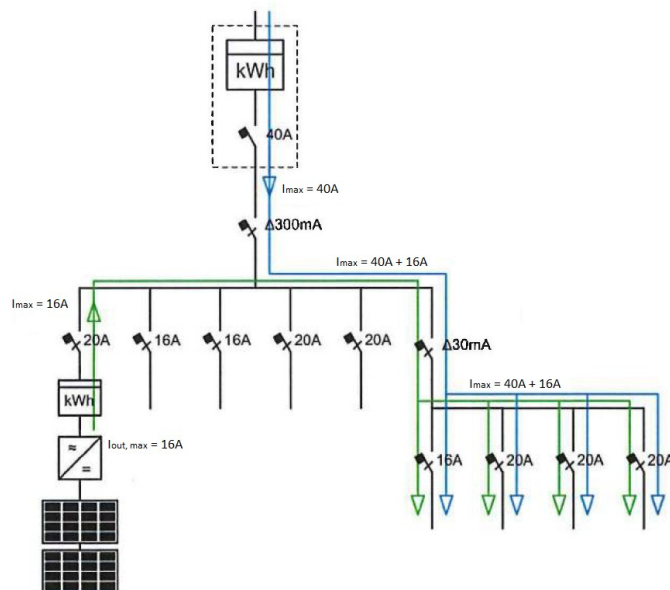 kWh
40A
Imax = 40A
Δ300mA
Imax = 40A + 16A
Imax = 16A
20A
16A
16A
20A
20A
Δ30mA
kWh
Imax = 40A + 16A
≈
=
Iout, max = 16A
16A
20A
20A
20A